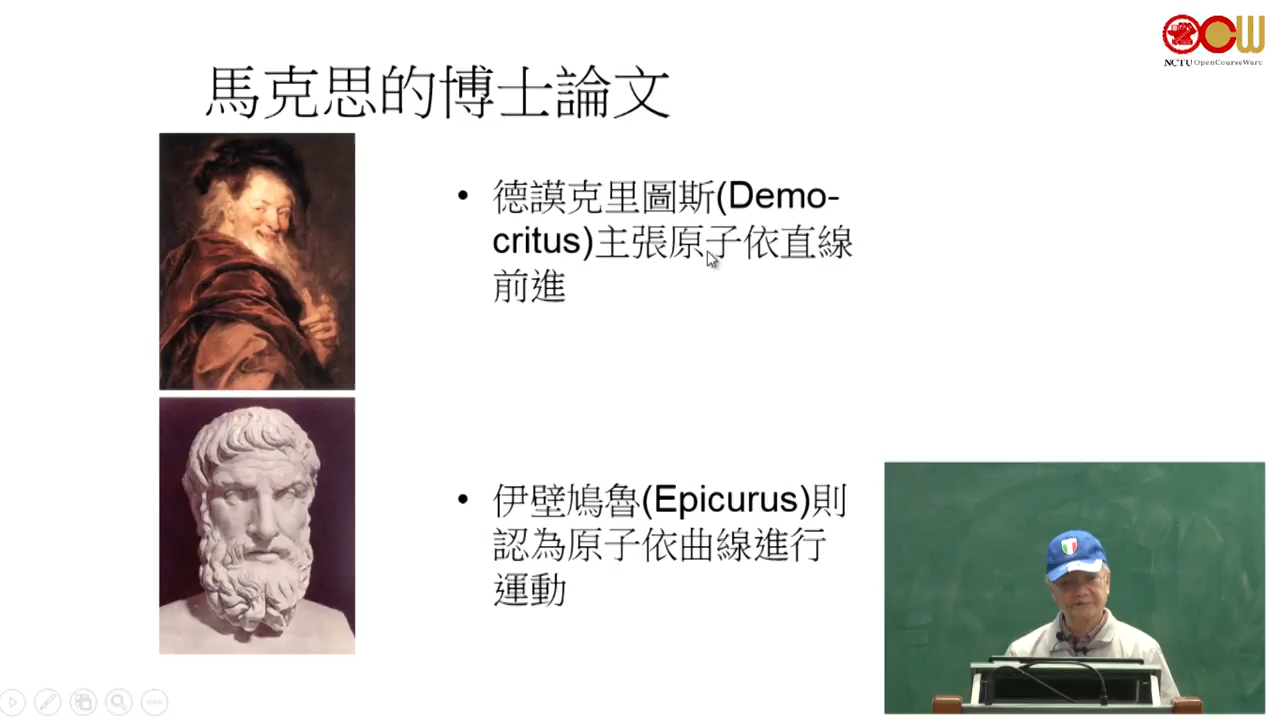 OCW
NCTU OpenCourseWare
馬克思的博士論文
• 德謨克里圖斯(Demo-
critus)主張原子依直線
前進
• 伊壁鳩魯(Epicurus)則
認為原子依曲線進行
運動